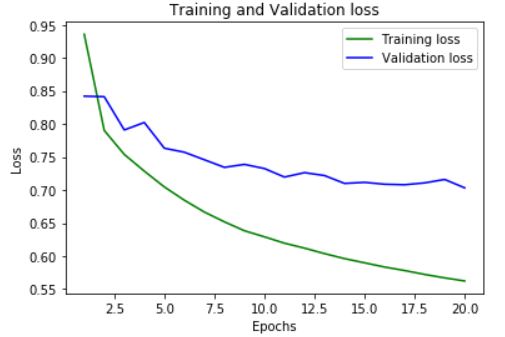 Training and Validation loss
Training loss
Validation loss
Loss
0.95
0.90
0.85
0.80
0.75
0.70
0.65
0.60
0.55
2.5 5.0 7.5 10.0 12.5 15.0 17.5 20.0
Epochs